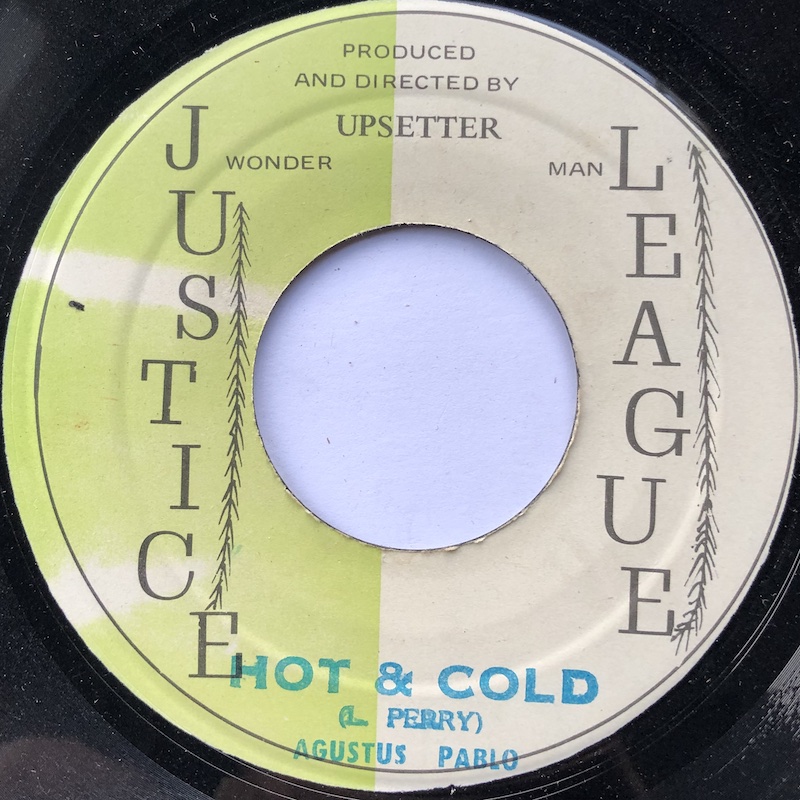 PRODUCED
AND DIRECTED BY
UPSETTER
WONDER MAN
JUSTICE
LEAGUE
HOT & COLD
(L. PERRY)
AGUSTUS PABLO